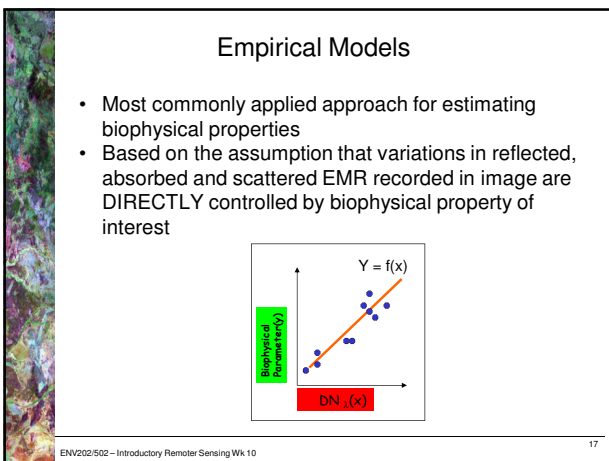 Empirical Models
• Most commonly applied approach for estimating
biophysical properties
• Based on the assumption that variations in reflected,
absorbed and scattered EMR recorded in image are
DIRECTLY controlled by biophysical property of
interest
Y = f(x)
Biophysical
Parameter(y)
DN λ(x)
ENV202/502 – Introductory Remoter Sensing Wk 10
17